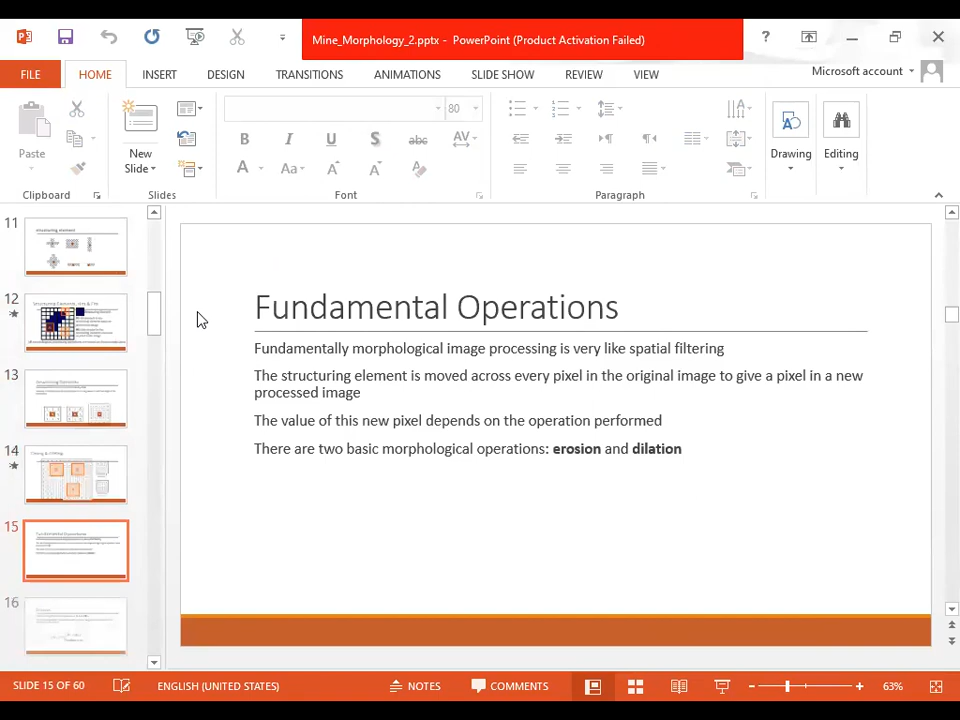 Mine_Morphology_2.pptx - PowerPoint (Product Activation Failed)
?
FILE HOME INSERT DESIGN TRANSITIONS ANIMATIONS SLIDE SHOW REVIEW VIEW Microsoft account
80
Paste
New
Slide
B I U S abc AV
A Aa A A
Drawing
Editing
Clipboard Slides Font Paragraph
11
12
13
14
15
16
Fundamental Operations
Fundamentally morphological image processing is very like spatial filtering
The structuring element is moved across every pixel in the original image to give a pixel in a new
processed image
The value of this new pixel depends on the operation performed
There are two basic morphological operations: erosion and dilation
SLIDE 15 OF 60 ENGLISH (UNITED STATES) NOTES COMMENTS 63%